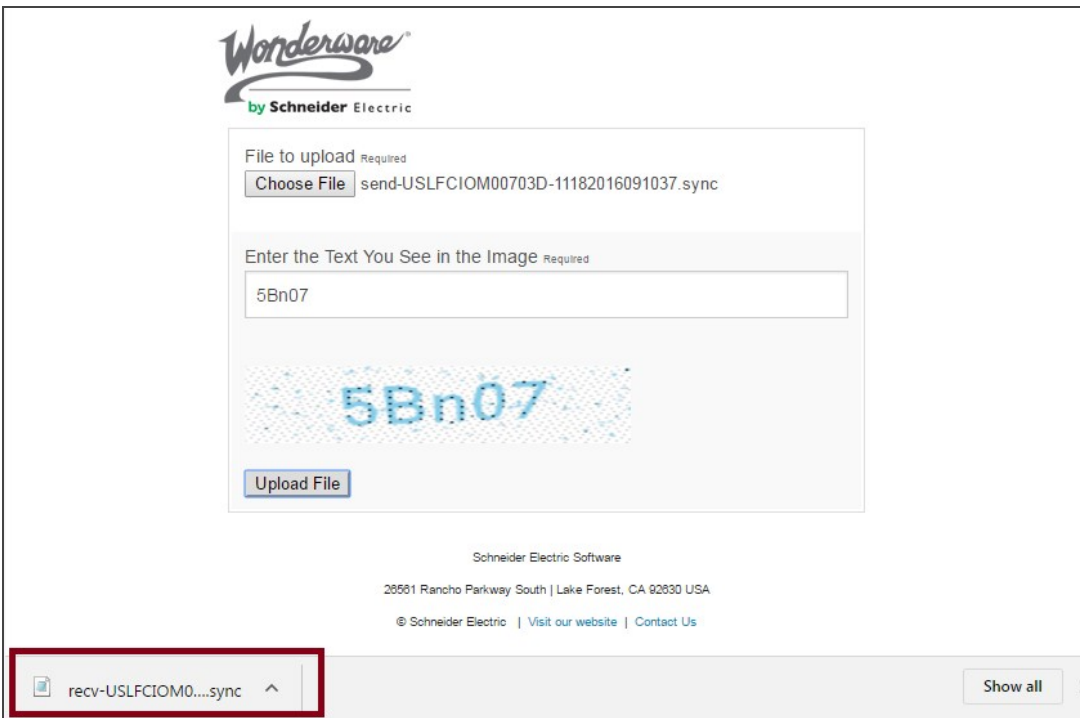 Wonderware®
by Schneider Electric
File to upload Required
Choose File send-USLFCIOM00703D-11182016091037.sync
Enter the Text You See in the Image Required
5Bn07
5Bn07
Upload File
Schneider Electric Software
26561 Rancho Parkway South | Lake Forest, CA 92630 USA
© Schneider Electric | Visit our website | Contact Us
recv-USLFCIOM0....sync
Show all